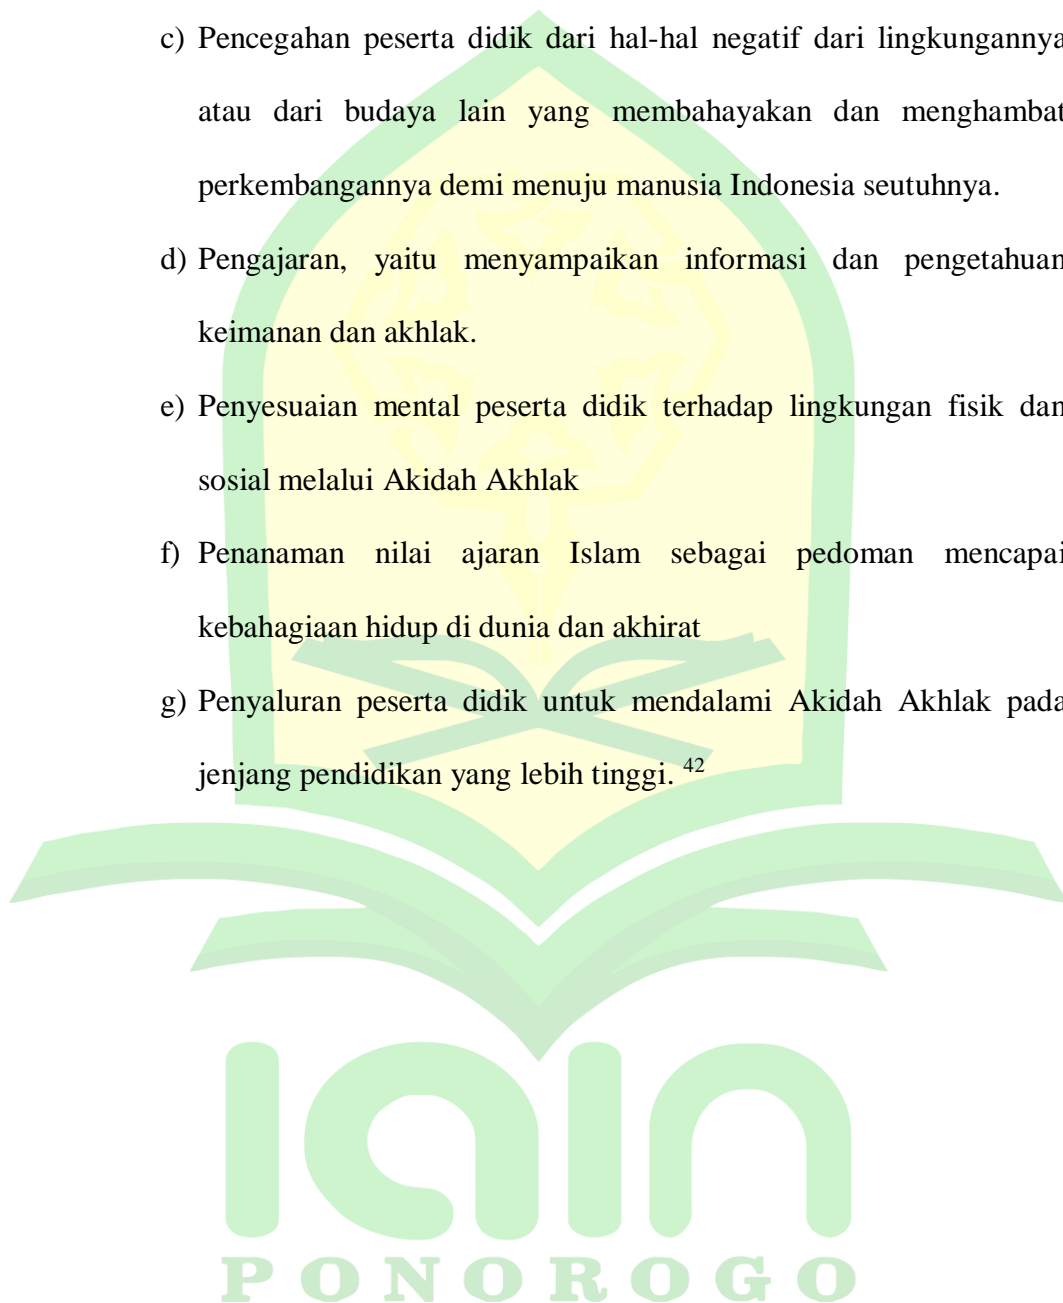 c) Pencegahan peserta didik dari hal-hal negatif dari lingkungannya
atau dari budaya lain yang membahayakan dan menghambat
perkembangannya demi menuju manusia Indonesia seutuhnya.
d) Pengajaran, yaitu menyampaikan informasi dan pengetahuan
keimanan dan akhlak.
e) Penyesuaian mental peserta didik terhadap lingkungan fisik dan
sosial melalui Akidah Akhlak
f) Penanaman nilai ajaran Islam sebagai pedoman mencapai
kebahagiaan hidup di dunia dan akhirat
g) Penyaluran peserta didik untuk mendalami Akidah Akhlak pada
jenjang pendidikan yang lebih tinggi. 42
IAIN
PONOROGO